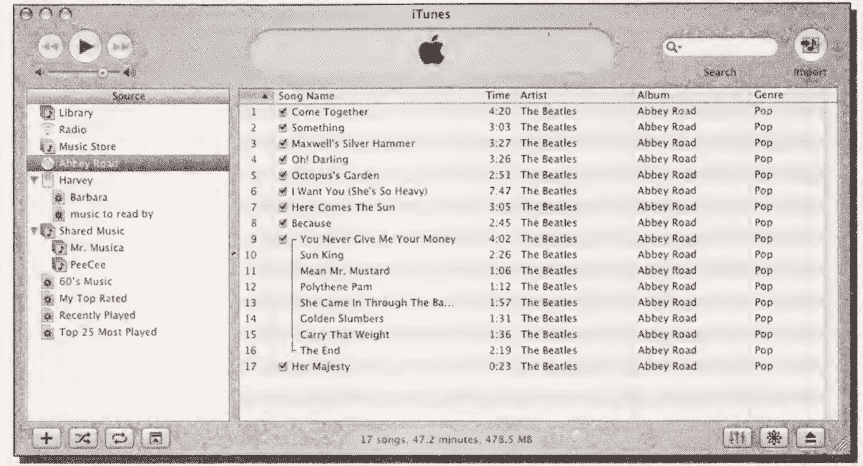 iTunes
Search
Import
Source
Library
Radio
Music Store
Abbey Road
Harvey
Barbara
music to read by
Shared Music
Mr. Musica
PeeCee
60's Music
My Top Rated
Recently Played
Top 25 Most Played
Song Name Time Artist Album Genre
1 Come Together 4:20 The Beatles Abbey Road Pop
2 Something 3:03 The Beatles Abbey Road Pop
3 Maxwell's Silver Hammer 3:27 The Beatles Abbey Road Pop
4 Oh! Darling 3:26 The Beatles Abbey Road Pop
5 Octopus's Garden 2:51 The Beatles Abbey Road Pop
6 I Want You (She's So Heavy) 7:47 The Beatles Abbey Road Pop
7 Here Comes The Sun 3:05 The Beatles Abbey Road Pop
8 Because 2:45 The Beatles Abbey Road Pop
9 You Never Give Me Your Money 4:02 The Beatles Abbey Road Pop
10 Sun King 2:26 The Beatles Abbey Road Pop
11 Mean Mr. Mustard 1:06 The Beatles Abbey Road Pop
12 Polythene Pam 1:12 The Beatles Abbey Road Pop
13 She Came In Through The Ba... 1:57 The Beatles Abbey Road Pop
14 Golden Slumbers 1:31 The Beatles Abbey Road Pop
15 Carry That Weight 1:36 The Beatles Abbey Road Pop
16 The End 2:19 The Beatles Abbey Road Pop
17 Her Majesty 0:23 The Beatles Abbey Road Pop
17 songs, 47.2 minutes, 478.5 MB